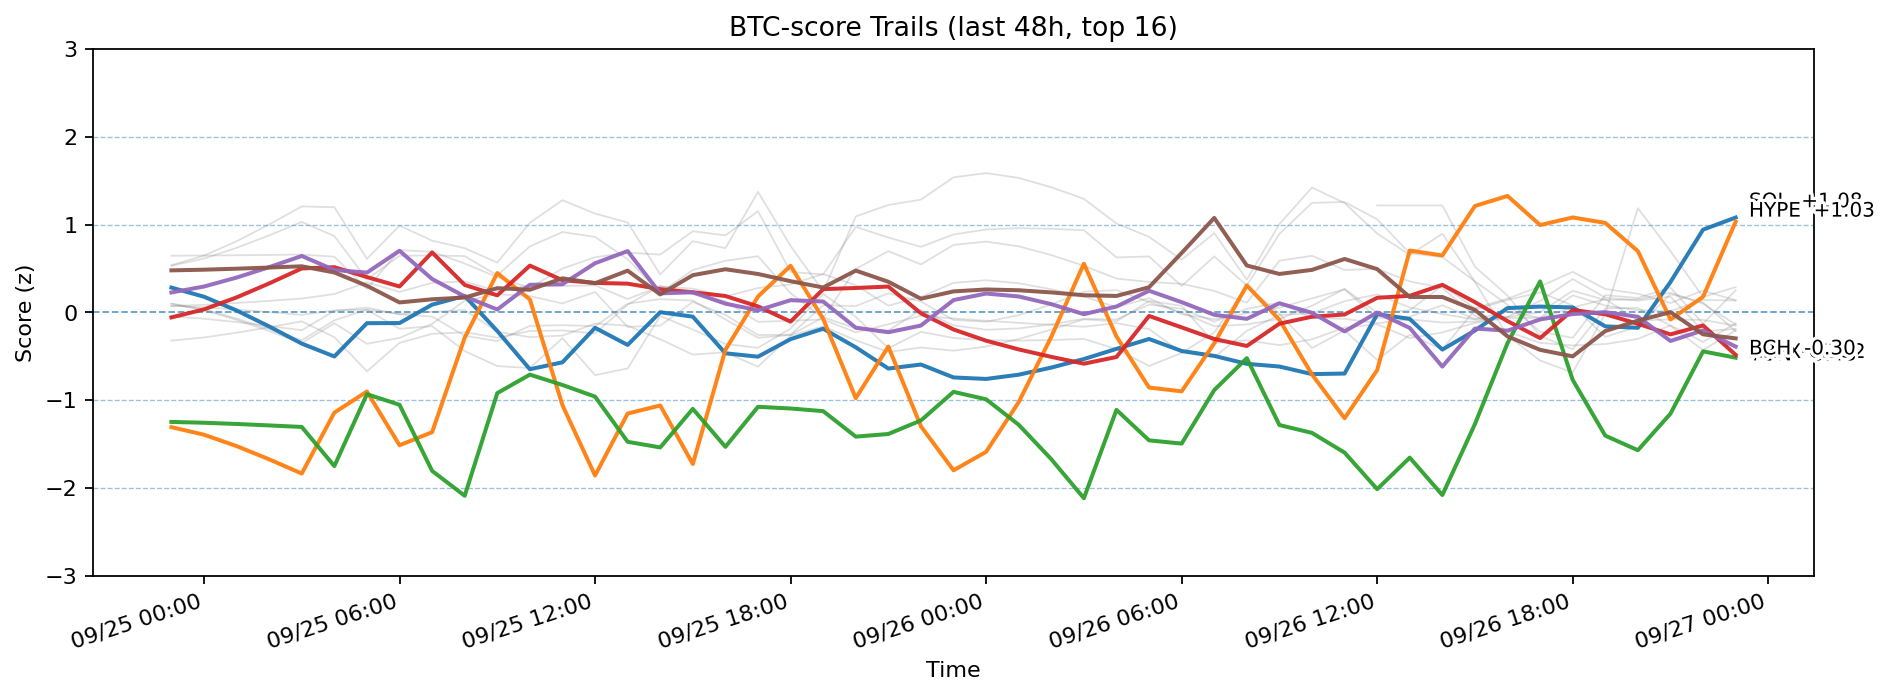 BTC-score Trails (last 48h, top 16)
Score (z)
3
2
1
0
−1
−2
−3
SOL +1.08
HYPE +1.03
BCH -0.30
09/25 00:00
09/25 06:00
09/25 12:00
09/25 18:00
09/26 00:00
09/26 06:00
09/26 12:00
09/26 18:00
09/27 00:00
Time